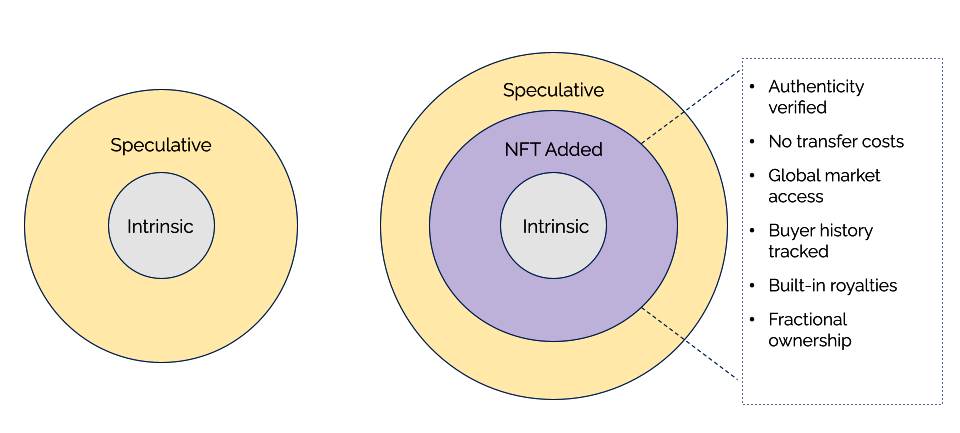 Speculative
Intrinsic
Speculative
NFT Added
Intrinsic
• Authenticity
verified
• No transfer costs
• Global market
access
• Buyer history
tracked
• Built-in royalties
• Fractional
ownership